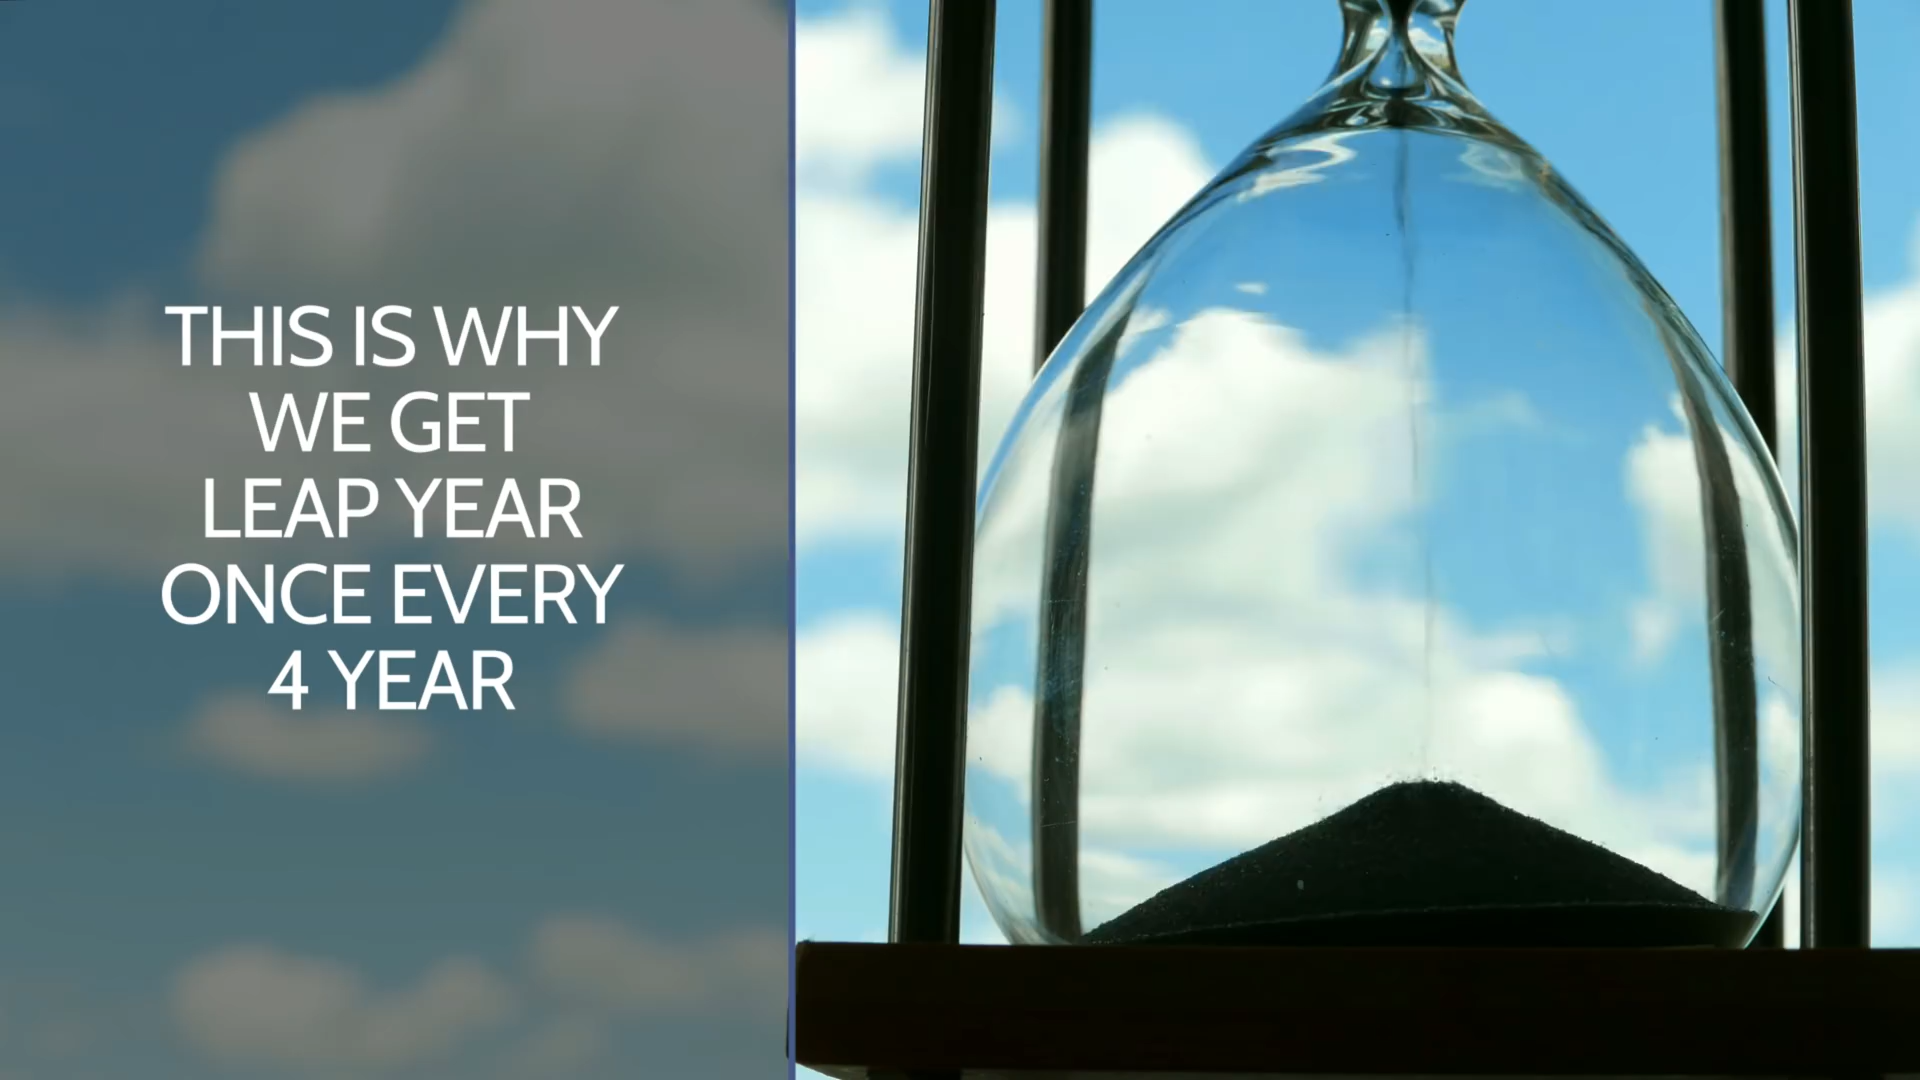 THIS IS WHY
WE GET
LEAP YEAR
ONCE EVERY
4 YEAR